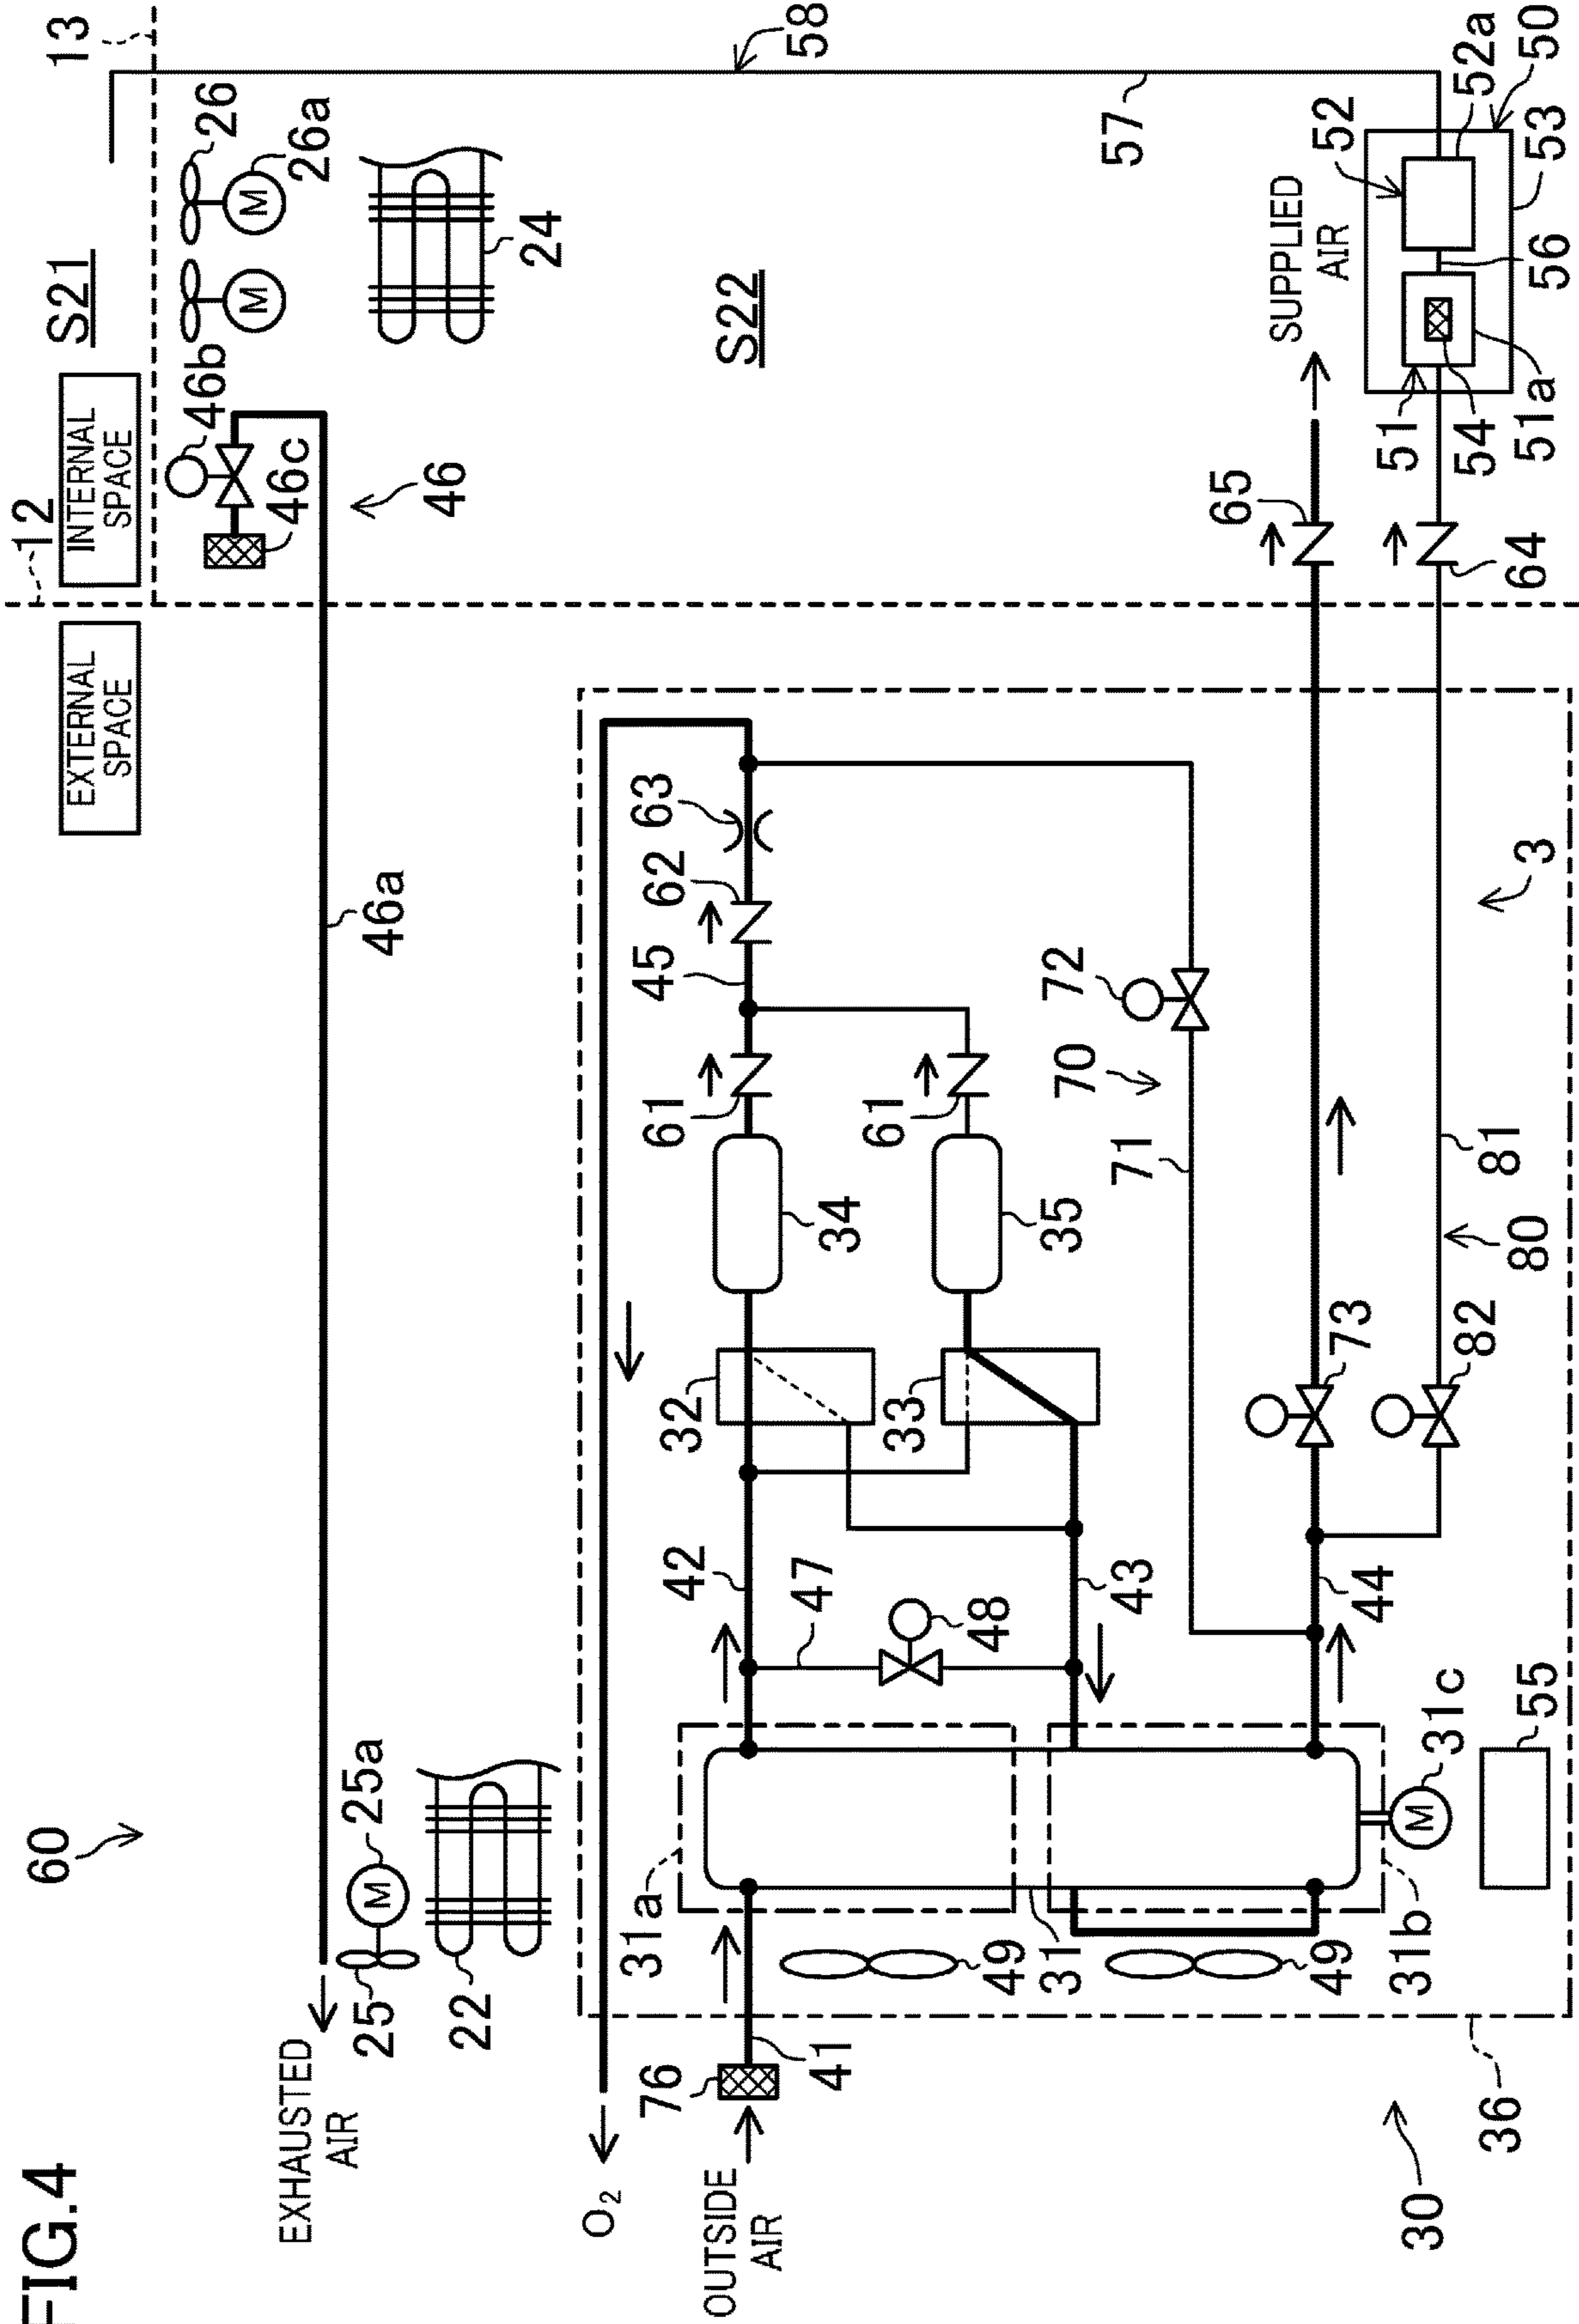 FIG.4
60
EXTERNAL
SPACE
INTERNAL
SPACE
12
S21
13
EXHAUSTED
AIR
25
25a
M
22
46a
46
46b
46c
M
M
26
26a
24
S22
58
57
O₂
OUTSIDE
AIR
76
41
31a
31
49
49
31b
M
31c
55
36
30
42
47
48
43
44
32
33
34
35
61
61
45
62
63
70
71
72
73
82
80
81
3
65
64
SUPPLIED
AIR
51
54
51a
56
52
52a
53
50